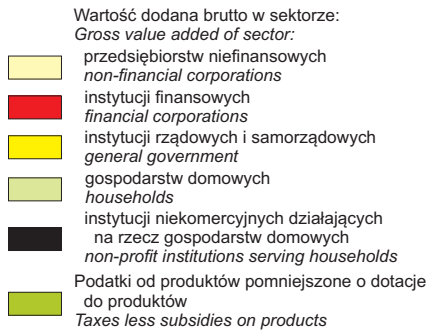 Wartość dodana brutto w sektorze:
Gross value added of sector:
przedsiębiorstw niefinansowych
non-financial corporations
instytucji finansowych
financial corporations
instytucji rządowych i samorządowych
general government
gospodarstw domowych
households
instytucji niekomercyjnych działających
na rzecz gospodarstw domowych
non-profit institutions serving households
Podatki od produktów pomniejszone o dotacje
do produktów
Taxes less subsidies on products